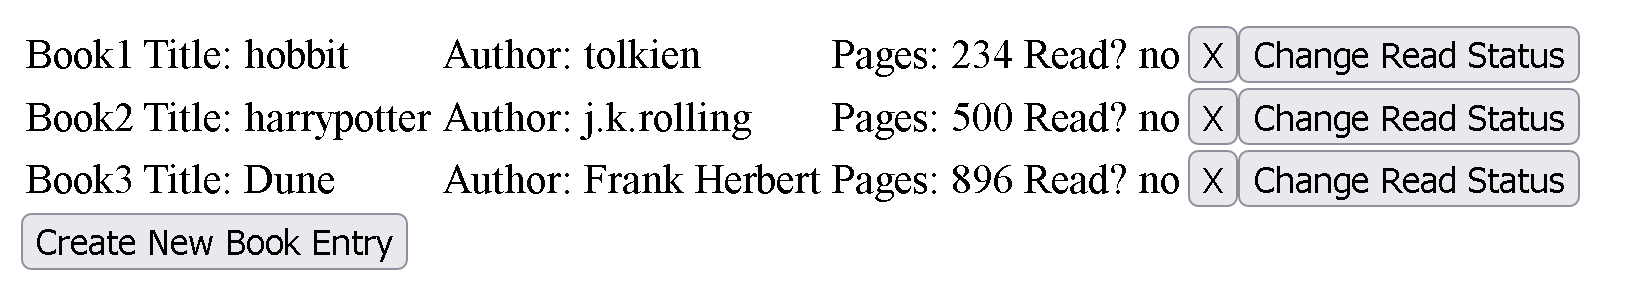 Book1 Title: hobbit Author: tolkien Pages: 234 Read? no X Change Read Status
Book2 Title: harrypotter Author: j.k.rolling Pages: 500 Read? no X Change Read Status
Book3 Title: Dune Author: Frank Herbert Pages: 896 Read? no X Change Read Status
Create New Book Entry